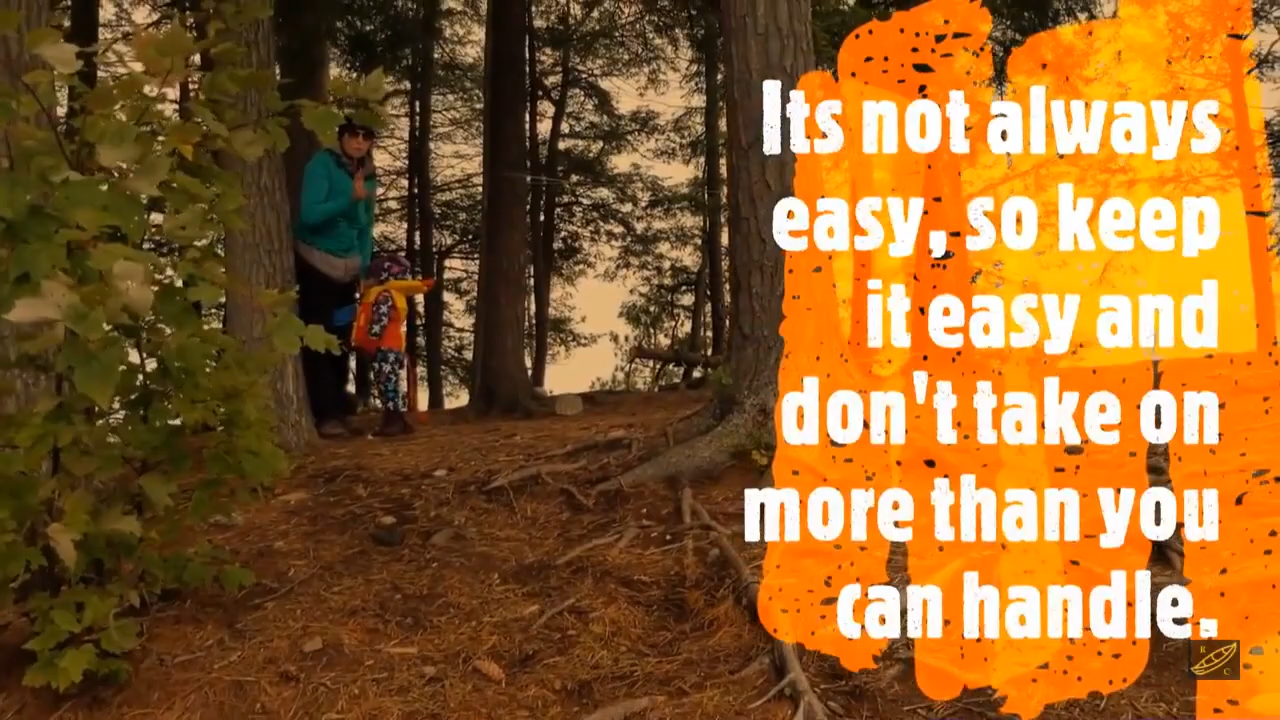 Its not always
easy, so keep
it easy and
don't take on
more than you
can handle.
R
C